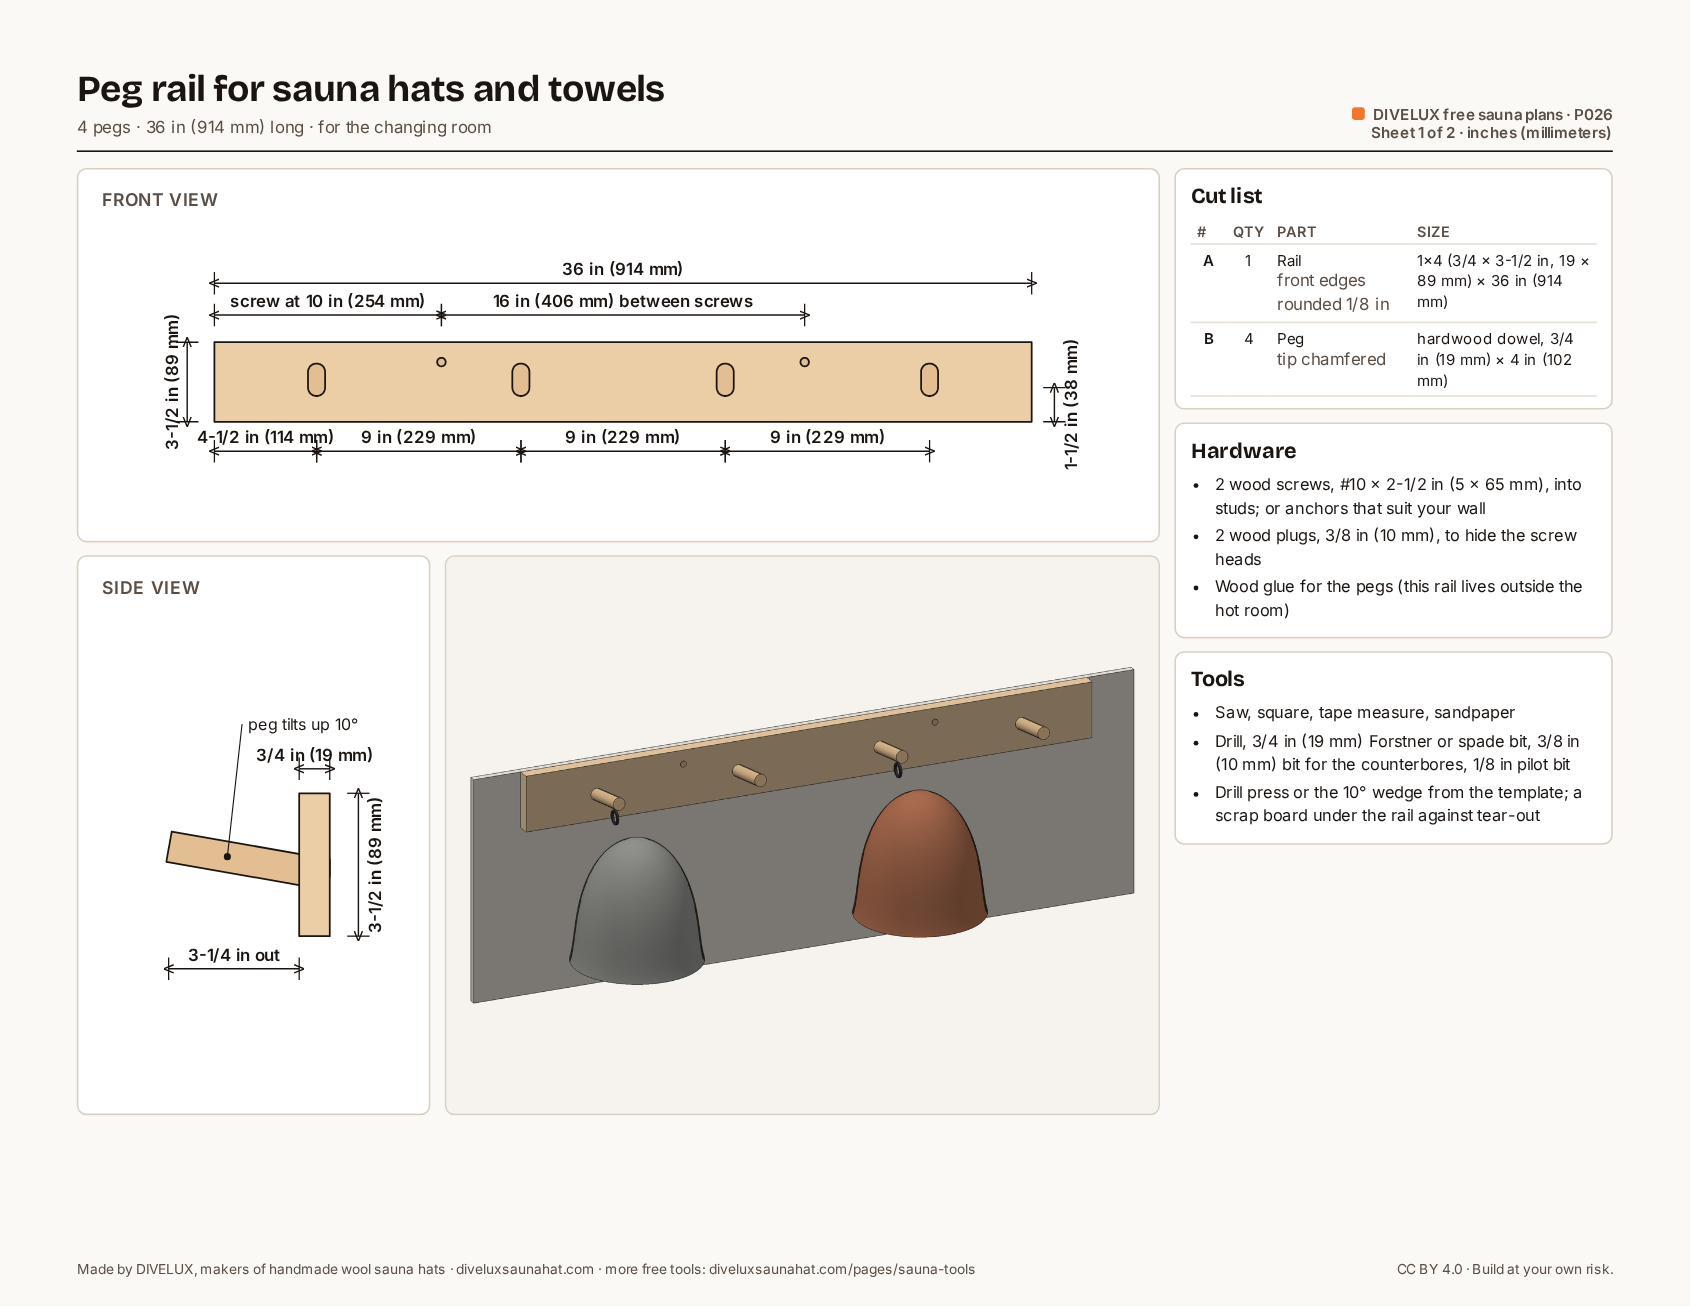 Peg rail for sauna hats and towels
4 pegs · 36 in (914 mm) long · for the changing room
DIVELUX free sauna plans · P026
Sheet 1 of 2 · inches (millimeters)
FRONT VIEW
36 in (914 mm)
screw at 10 in (254 mm)
16 in (406 mm) between screws
3-1/2 in (89 mm)
1-1/2 in (38 mm)
4-1/2 in (114 mm)
9 in (229 mm)
9 in (229 mm)
9 in (229 mm)
SIDE VIEW
peg tilts up 10°
3/4 in (19 mm)
3-1/2 in (89 mm)
3-1/4 in out
Cut list
# QTY PART SIZE
A 1 Rail 1×4 (3/4 × 3-1/2 in, 19 ×
front edges 89 mm) × 36 in (914
rounded 1/8 in mm)
B 4 Peg hardwood dowel, 3/4
tip chamfered in (19 mm) × 4 in (102
mm)
Hardware
• 2 wood screws, #10 × 2-1/2 in (5 × 65 mm), into
studs; or anchors that suit your wall
• 2 wood plugs, 3/8 in (10 mm), to hide the screw
heads
• Wood glue for the pegs (this rail lives outside the
hot room)
Tools
• Saw, square, tape measure, sandpaper
• Drill, 3/4 in (19 mm) Forstner or spade bit, 3/8 in
(10 mm) bit for the counterbores, 1/8 in pilot bit
• Drill press or the 10° wedge from the template; a
scrap board under the rail against tear-out
Made by DIVELUX, makers of handmade wool sauna hats · diveluxsaunahat.com · more free tools: diveluxsaunahat.com/pages/sauna-tools
CC BY 4.0 · Build at your own risk.